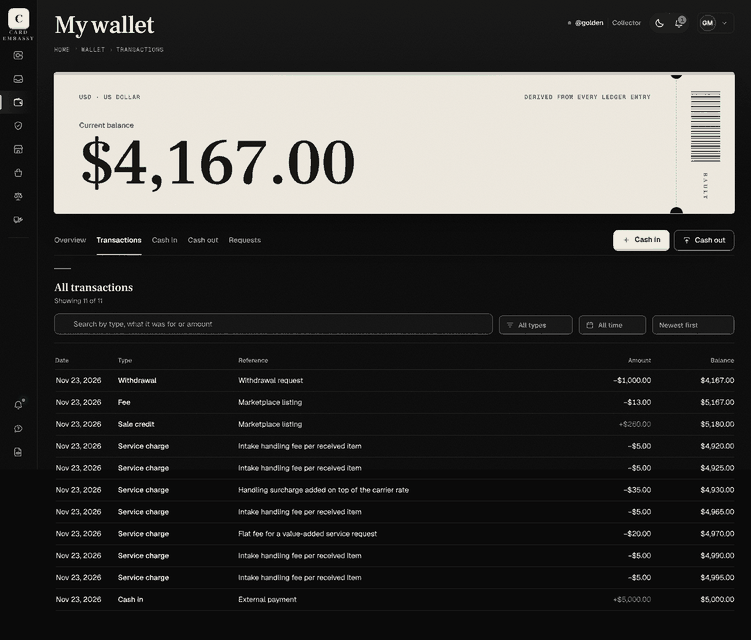 C
CARD
EMBASSY
My wallet
@golden
Collector
1
GM
HOME · WALLET · TRANSACTIONS
USD · US DOLLAR
DERIVED FROM EVERY LEDGER ENTRY
Current balance
$4,167.00
VAULT
Overview
Transactions
Cash in
Cash out
Requests
+ Cash in
Cash out
All transactions
Showing 11 of 11
Search by type, what it was for or amount
All types
All time
Newest first
Date Type Reference Amount Balance
Nov 23, 2026 Withdrawal Withdrawal request −$1,000.00 $4,167.00
Nov 23, 2026 Fee Marketplace listing −$13.00 $5,167.00
Nov 23, 2026 Sale credit Marketplace listing +$260.00 $5,180.00
Nov 23, 2026 Service charge Intake handling fee per received item −$5.00 $4,920.00
Nov 23, 2026 Service charge Intake handling fee per received item −$5.00 $4,925.00
Nov 23, 2026 Service charge Handling surcharge added on top of the carrier rate −$35.00 $4,930.00
Nov 23, 2026 Service charge Intake handling fee per received item −$5.00 $4,965.00
Nov 23, 2026 Service charge Flat fee for a value-added service request −$20.00 $4,970.00
Nov 23, 2026 Service charge Intake handling fee per received item −$5.00 $4,990.00
Nov 23, 2026 Service charge Intake handling fee per received item −$5.00 $4,995.00
Nov 23, 2026 Cash in External payment +$5,000.00 $5,000.00